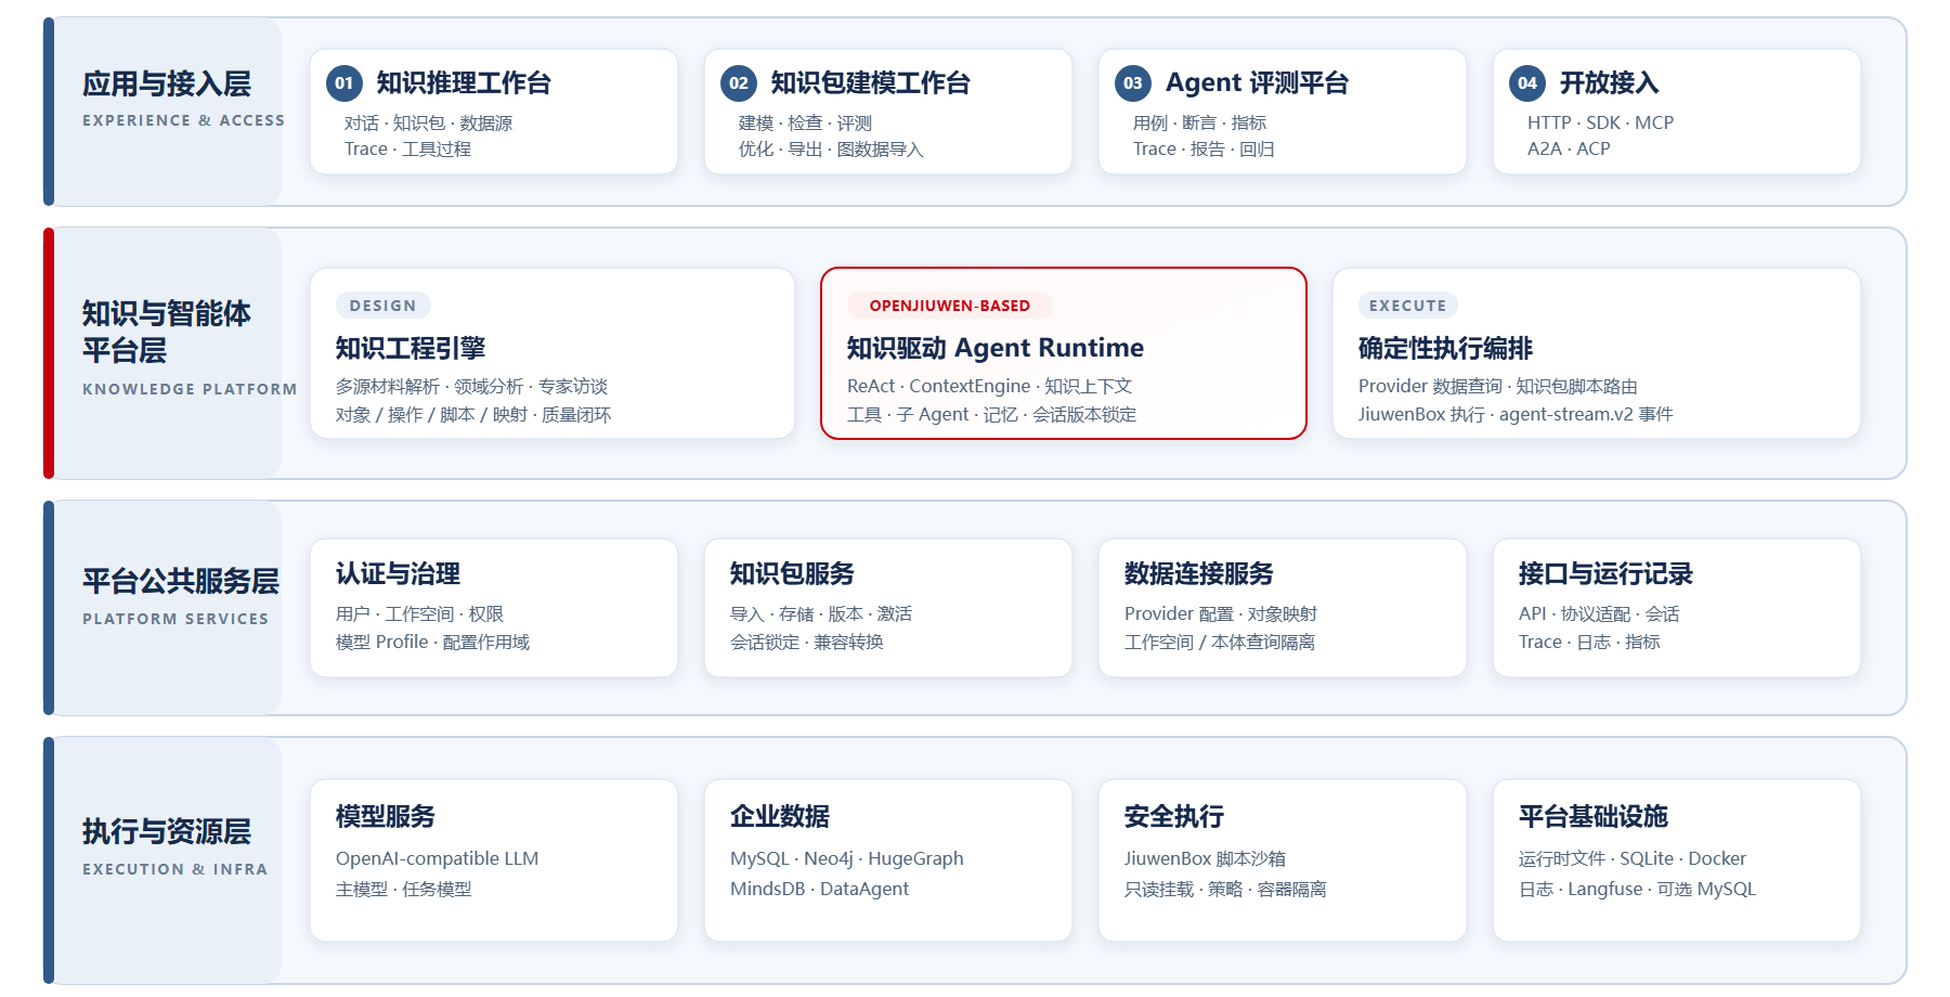 应用与接入层
EXPERIENCE & ACCESS
01 知识推理工作台
对话 · 知识包 · 数据源
Trace · 工具过程
02 知识包建模工作台
建模 · 检查 · 评测
优化 · 导出 · 图数据导入
03 Agent 评测平台
用例 · 断言 · 指标
Trace · 报告 · 回归
04 开放接入
HTTP · SDK · MCP
A2A · ACP
知识与智能体
平台层
KNOWLEDGE PLATFORM
DESIGN
知识工程引擎
多源材料解析 · 领域分析 · 专家访谈
对象 / 操作 / 脚本 / 映射 · 质量闭环
OPENJIUWEN-BASED
知识驱动 Agent Runtime
ReAct · ContextEngine · 知识上下文
工具 · 子 Agent · 记忆 · 会话版本锁定
EXECUTE
确定性执行编排
Provider 数据查询 · 知识包脚本路由
JiuwenBox 执行 · agent-stream.v2 事件
平台公共服务层
PLATFORM SERVICES
认证与治理
用户 · 工作空间 · 权限
模型 Profile · 配置作用域
知识包服务
导入 · 存储 · 版本 · 激活
会话锁定 · 兼容转换
数据连接服务
Provider 配置 · 对象映射
工作空间 / 本体查询隔离
接口与运行记录
API · 协议适配 · 会话
Trace · 日志 · 指标
执行与资源层
EXECUTION & INFRA
模型服务
OpenAI-compatible LLM
主模型 · 任务模型
企业数据
MySQL · Neo4j · HugeGraph
MindsDB · DataAgent
安全执行
JiuwenBox 脚本沙箱
只读挂载 · 策略 · 容器隔离
平台基础设施
运行时文件 · SQLite · Docker
日志 · Langfuse · 可选 MySQL